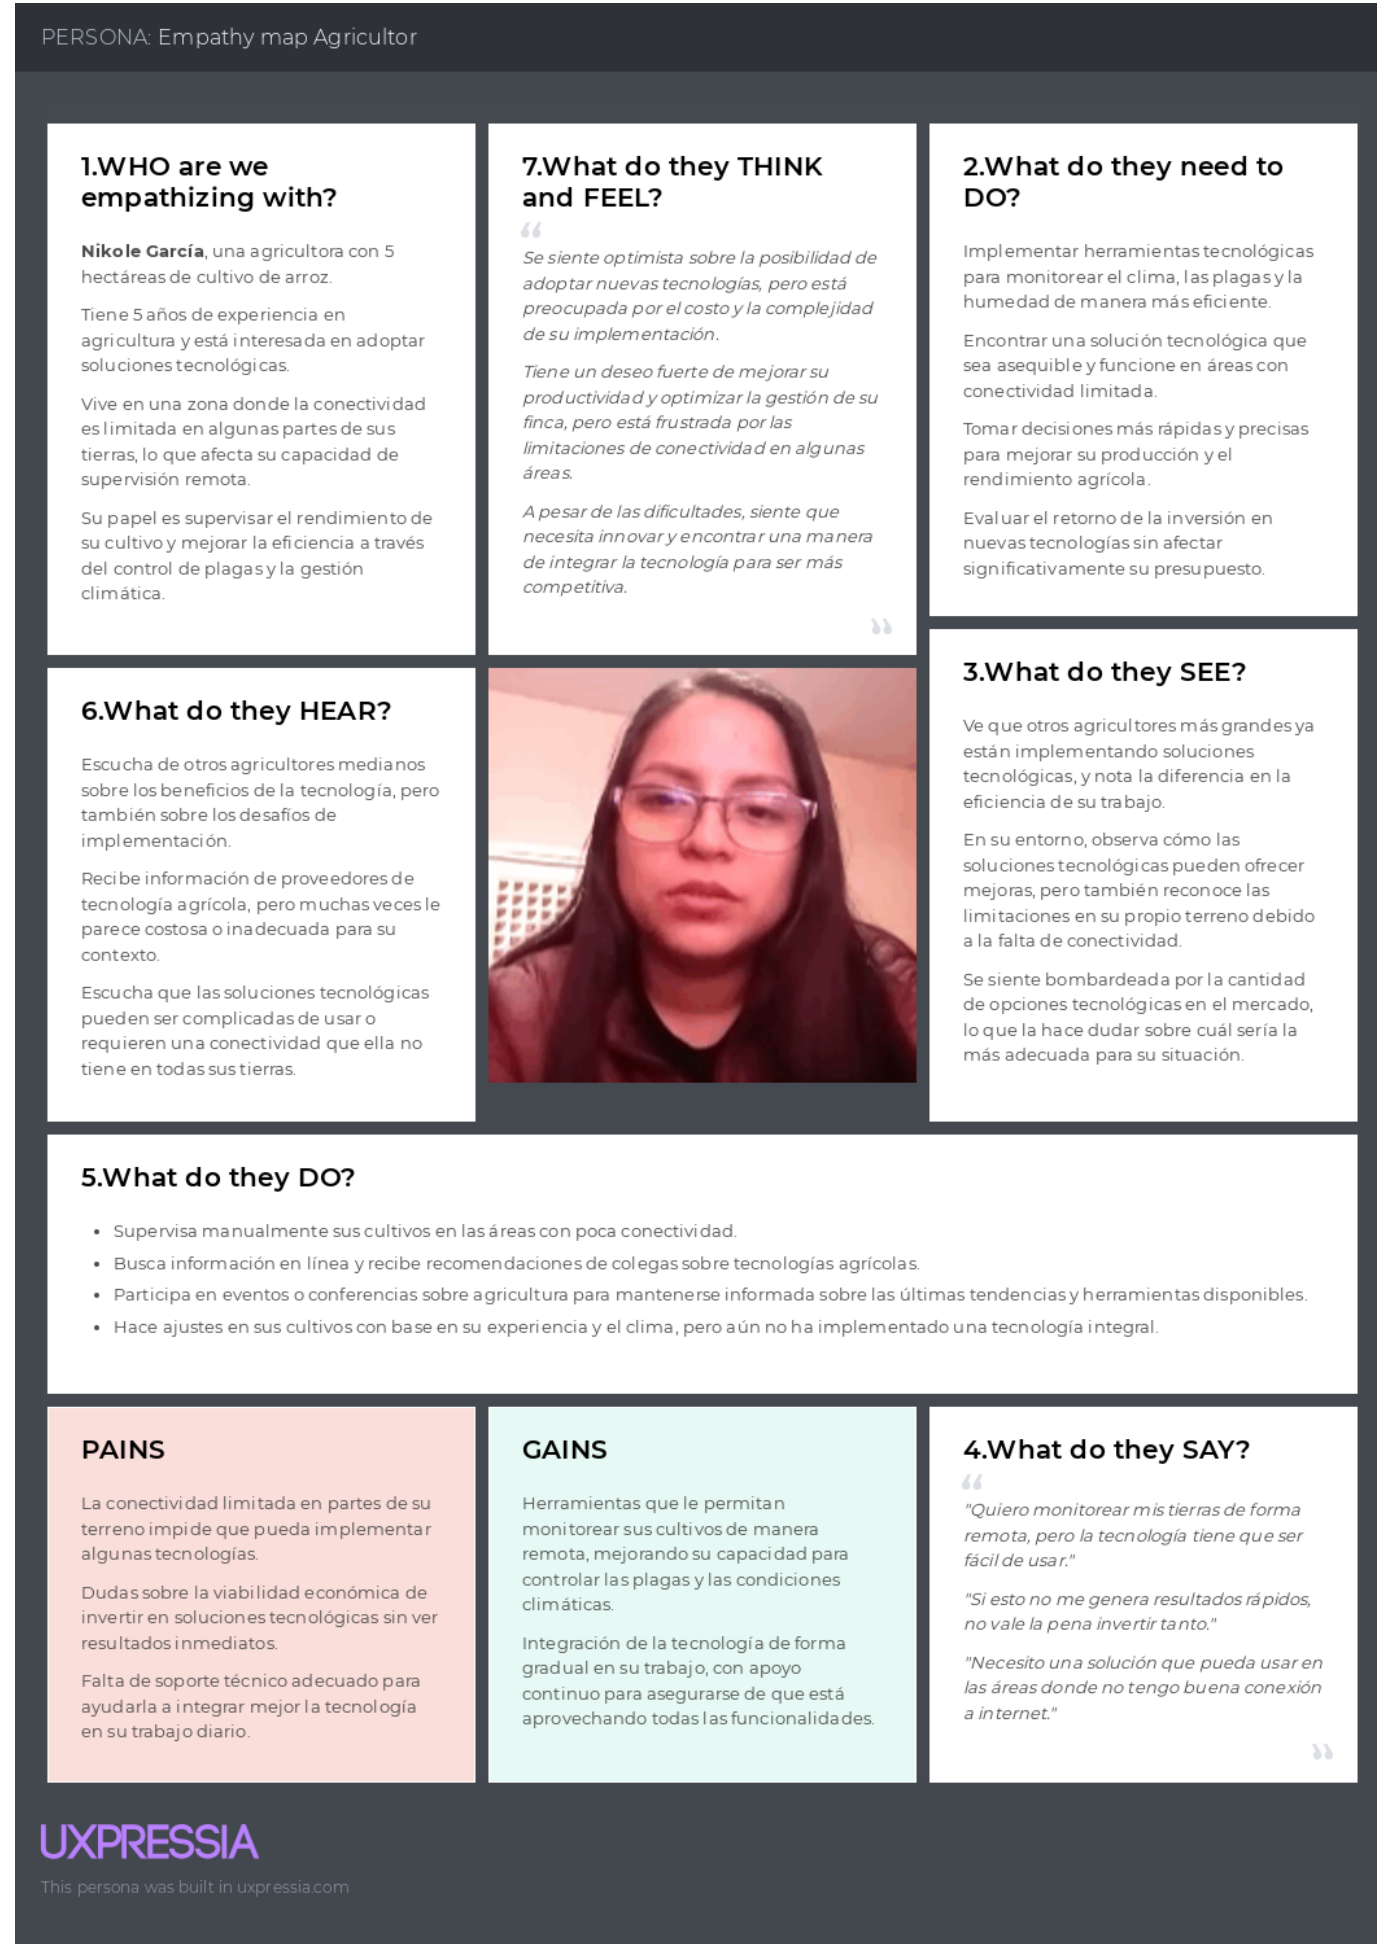 PERSONA: Empathy map Agricultor
1.WHO are we
empathizing with?
Nikole García, una agricultora con 5
hectáreas de cultivo de arroz.
Tiene 5 años de experiencia en
agricultura y está interesada en adoptar
soluciones tecnológicas.
Vive en una zona donde la conectividad
es limitada en algunas partes de sus
tierras, lo que afecta su capacidad de
supervisión remota.
Su papel es supervisar el rendimiento de
su cultivo y mejorar la eficiencia a través
del control de plagas y la gestión
climática.
7.What do they THINK
and FEEL?
“
Se siente optimista sobre la posibilidad de
adoptar nuevas tecnologías, pero está
preocupada por el costo y la complejidad
de su implementación.
Tiene un deseo fuerte de mejorar su
productividad y optimizar la gestión de su
finca, pero está frustrada por las
limitaciones de conectividad en algunas
áreas.
A pesar de las dificultades, siente que
necesita innovar y encontrar una manera
de integrar la tecnología para ser más
competitiva.
”
2.What do they need to
DO?
Implementar herramientas tecnológicas
para monitorear el clima, las plagas y la
humedad de manera más eficiente.
Encontrar una solución tecnológica que
sea asequible y funcione en áreas con
conectividad limitada.
Tomar decisiones más rápidas y precisas
para mejorar su producción y el
rendimiento agrícola.
Evaluar el retorno de la inversión en
nuevas tecnologías sin afectar
significativamente su presupuesto.
6.What do they HEAR?
Escucha de otros agricultores medianos
sobre los beneficios de la tecnología, pero
también sobre los desafíos de
implementación.
Recibe información de proveedores de
tecnología agrícola, pero muchas veces le
parece costosa o inadecuada para su
contexto.
Escucha que las soluciones tecnológicas
pueden ser complicadas de usar o
requieren una conectividad que ella no
tiene en todas sus tierras.
3.What do they SEE?
Ve que otros agricultores más grandes ya
están implementando soluciones
tecnológicas, y nota la diferencia en la
eficiencia de su trabajo.
En su entorno, observa cómo las
soluciones tecnológicas pueden ofrecer
mejoras, pero también reconoce las
limitaciones en su propio terreno debido
a la falta de conectividad.
Se siente bombardeada por la cantidad
de opciones tecnológicas en el mercado,
lo que la hace dudar sobre cuál sería la
más adecuada para su situación.
5.What do they DO?
• Supervisa manualmente sus cultivos en las áreas con poca conectividad.
• Busca información en línea y recibe recomendaciones de colegas sobre tecnologías agrícolas.
• Participa en eventos o conferencias sobre agricultura para mantenerse informada sobre las últimas tendencias y herramientas disponibles.
• Hace ajustes en sus cultivos con base en su experiencia y el clima, pero aún no ha implementado una tecnología integral.
PAINS
La conectividad limitada en partes de su
terreno impide que pueda implementar
algunas tecnologías.
Dudas sobre la viabilidad económica de
invertir en soluciones tecnológicas sin ver
resultados inmediatos.
Falta de soporte técnico adecuado para
ayudarla a integrar mejor la tecnología
en su trabajo diario.
GAINS
Herramientas que le permitan
monitorear sus cultivos de manera
remota, mejorando su capacidad para
controlar las plagas y las condiciones
climáticas.
Integración de la tecnología de forma
gradual en su trabajo, con apoyo
continuo para asegurarse de que está
aprovechando todas las funcionalidades.
4.What do they SAY?
“
"Quiero monitorear mis tierras de forma
remota, pero la tecnología tiene que ser
fácil de usar."
"Si esto no me genera resultados rápidos,
no vale la pena invertir tanto."
"Necesito una solución que pueda usar en
las áreas donde no tengo buena conexión
a internet."
”
UXPRESSIA
This persona was built in uxpressia.com